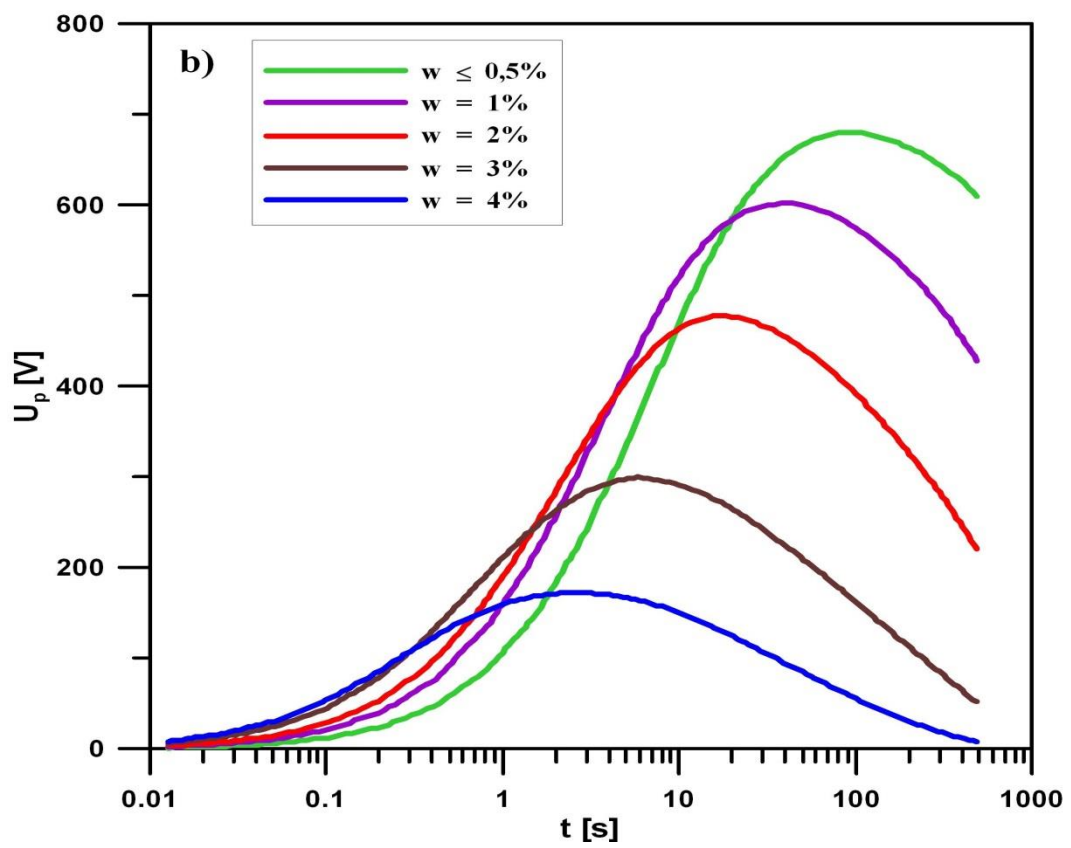 b)
w ≤ 0,5%
w = 1%
w = 2%
w = 3%
w = 4%
800
600
400
200
0
U_p [V]
0.01
0.1
1
10
100
1000
t [s]